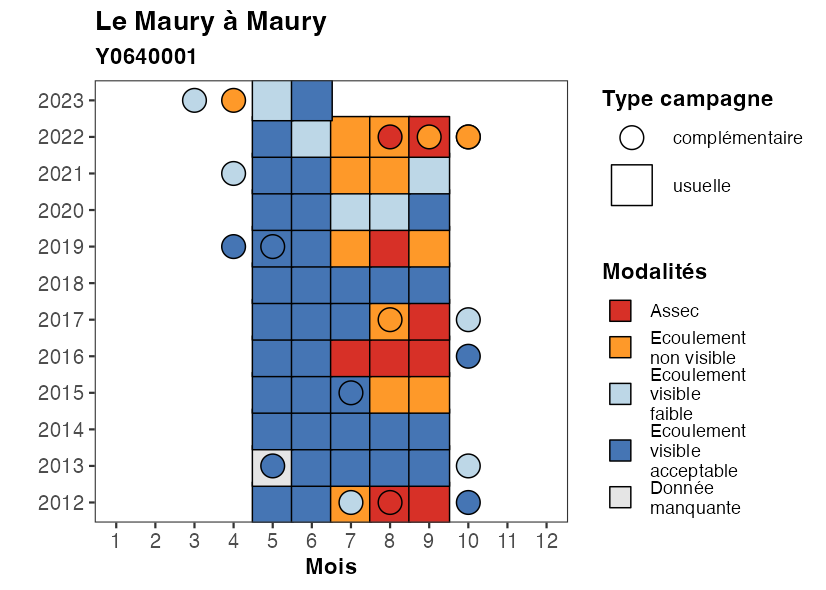 Le Maury à Maury
Y0640001
2023
2022
2021
2020
2019
2018
2017
2016
2015
2014
2013
2012
1 2 3 4 5 6 7 8 9 10 11 12
Mois
Type campagne
complémentaire
usuelle
Modalités
Assec
Ecoulement
non visible
Ecoulement
visible
faible
Ecoulement
visible
acceptable
Donnée
manquante